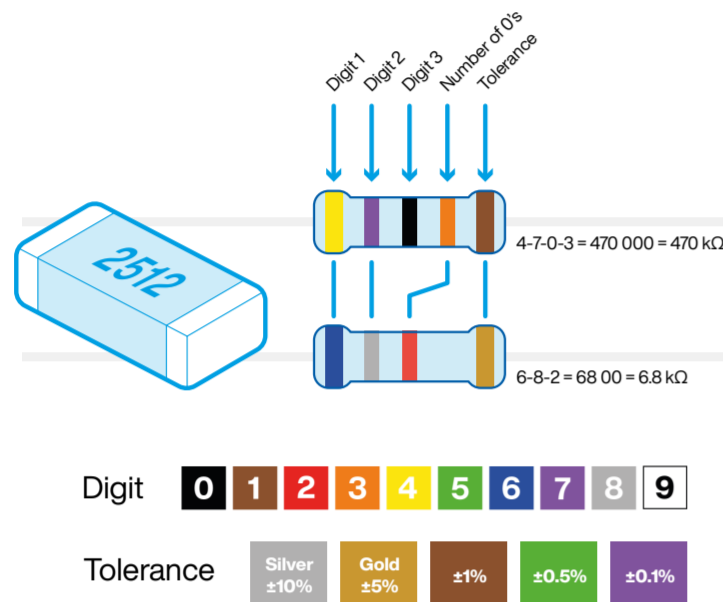 Digit 1
Digit 2
Digit 3
Number of 0's
Tolerance
2512
4-7-0-3 = 470 000 = 470 kΩ
6-8-2 = 68 00 = 6.8 kΩ
Digit 0 1 2 3 4 5 6 7 8 9
Tolerance Silver ±10% Gold ±5% ±1% ±0.5% ±0.1%